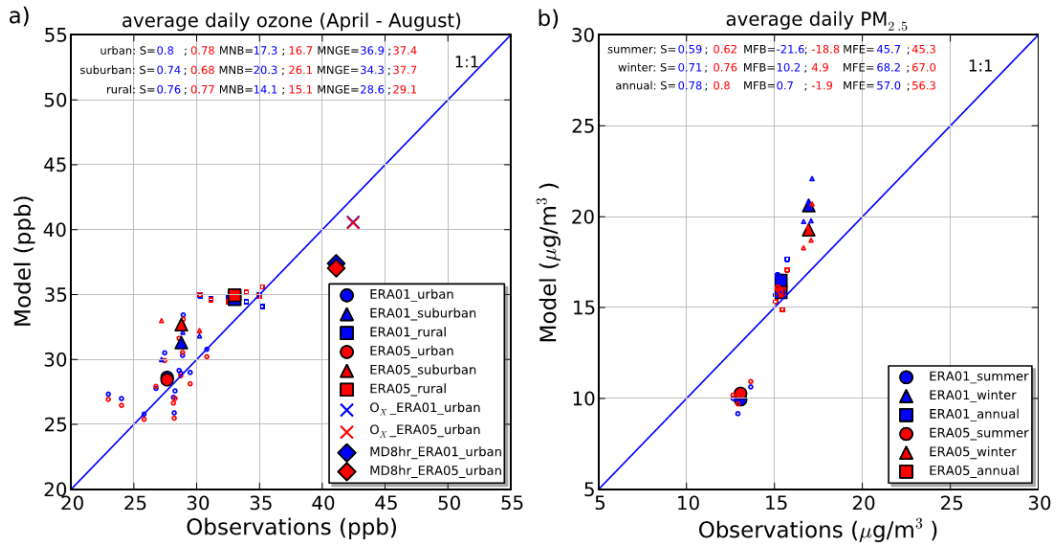 a)
average daily ozone (April - August)
urban: S=0.8 ; 0.78 MNB=17.3 ; 16.7 MNGE=36.9 ; 37.4
suburban: S=0.74 ; 0.68 MNB=20.3 ; 26.1 MNGE=34.3 ; 37.7
rural: S=0.76 ; 0.77 MNB=14.1 ; 15.1 MNGE=28.6 ; 29.1
1:1
55
50
45
40
35
30
25
20
Model (ppb)
ERA01_urban
ERA01_suburban
ERA01_rural
ERA05_urban
ERA05_suburban
ERA05_rural
OX_ERA01_urban
OX_ERA05_urban
MD8hr_ERA01_urban
MD8hr_ERA05_urban
20 25 30 35 40 45 50 55
Observations (ppb)
b)
average daily PM2.5
summer: S=0.59 ; 0.62 MFB=-21.6 ; -18.8 MFE=45.7 ; 45.3
winter: S=0.71 ; 0.76 MFB=10.2 ; 4.9 MFE=68.2 ; 67.0
annual: S=0.78 ; 0.8 MFB=0.7 ; -1.9 MFE=57.0 ; 56.3
1:1
30
25
20
15
10
5
Model (μg/m³)
ERA01_summer
ERA01_winter
ERA01_annual
ERA05_summer
ERA05_winter
ERA05_annual
5 10 15 20 25 30
Observations (μg/m³)